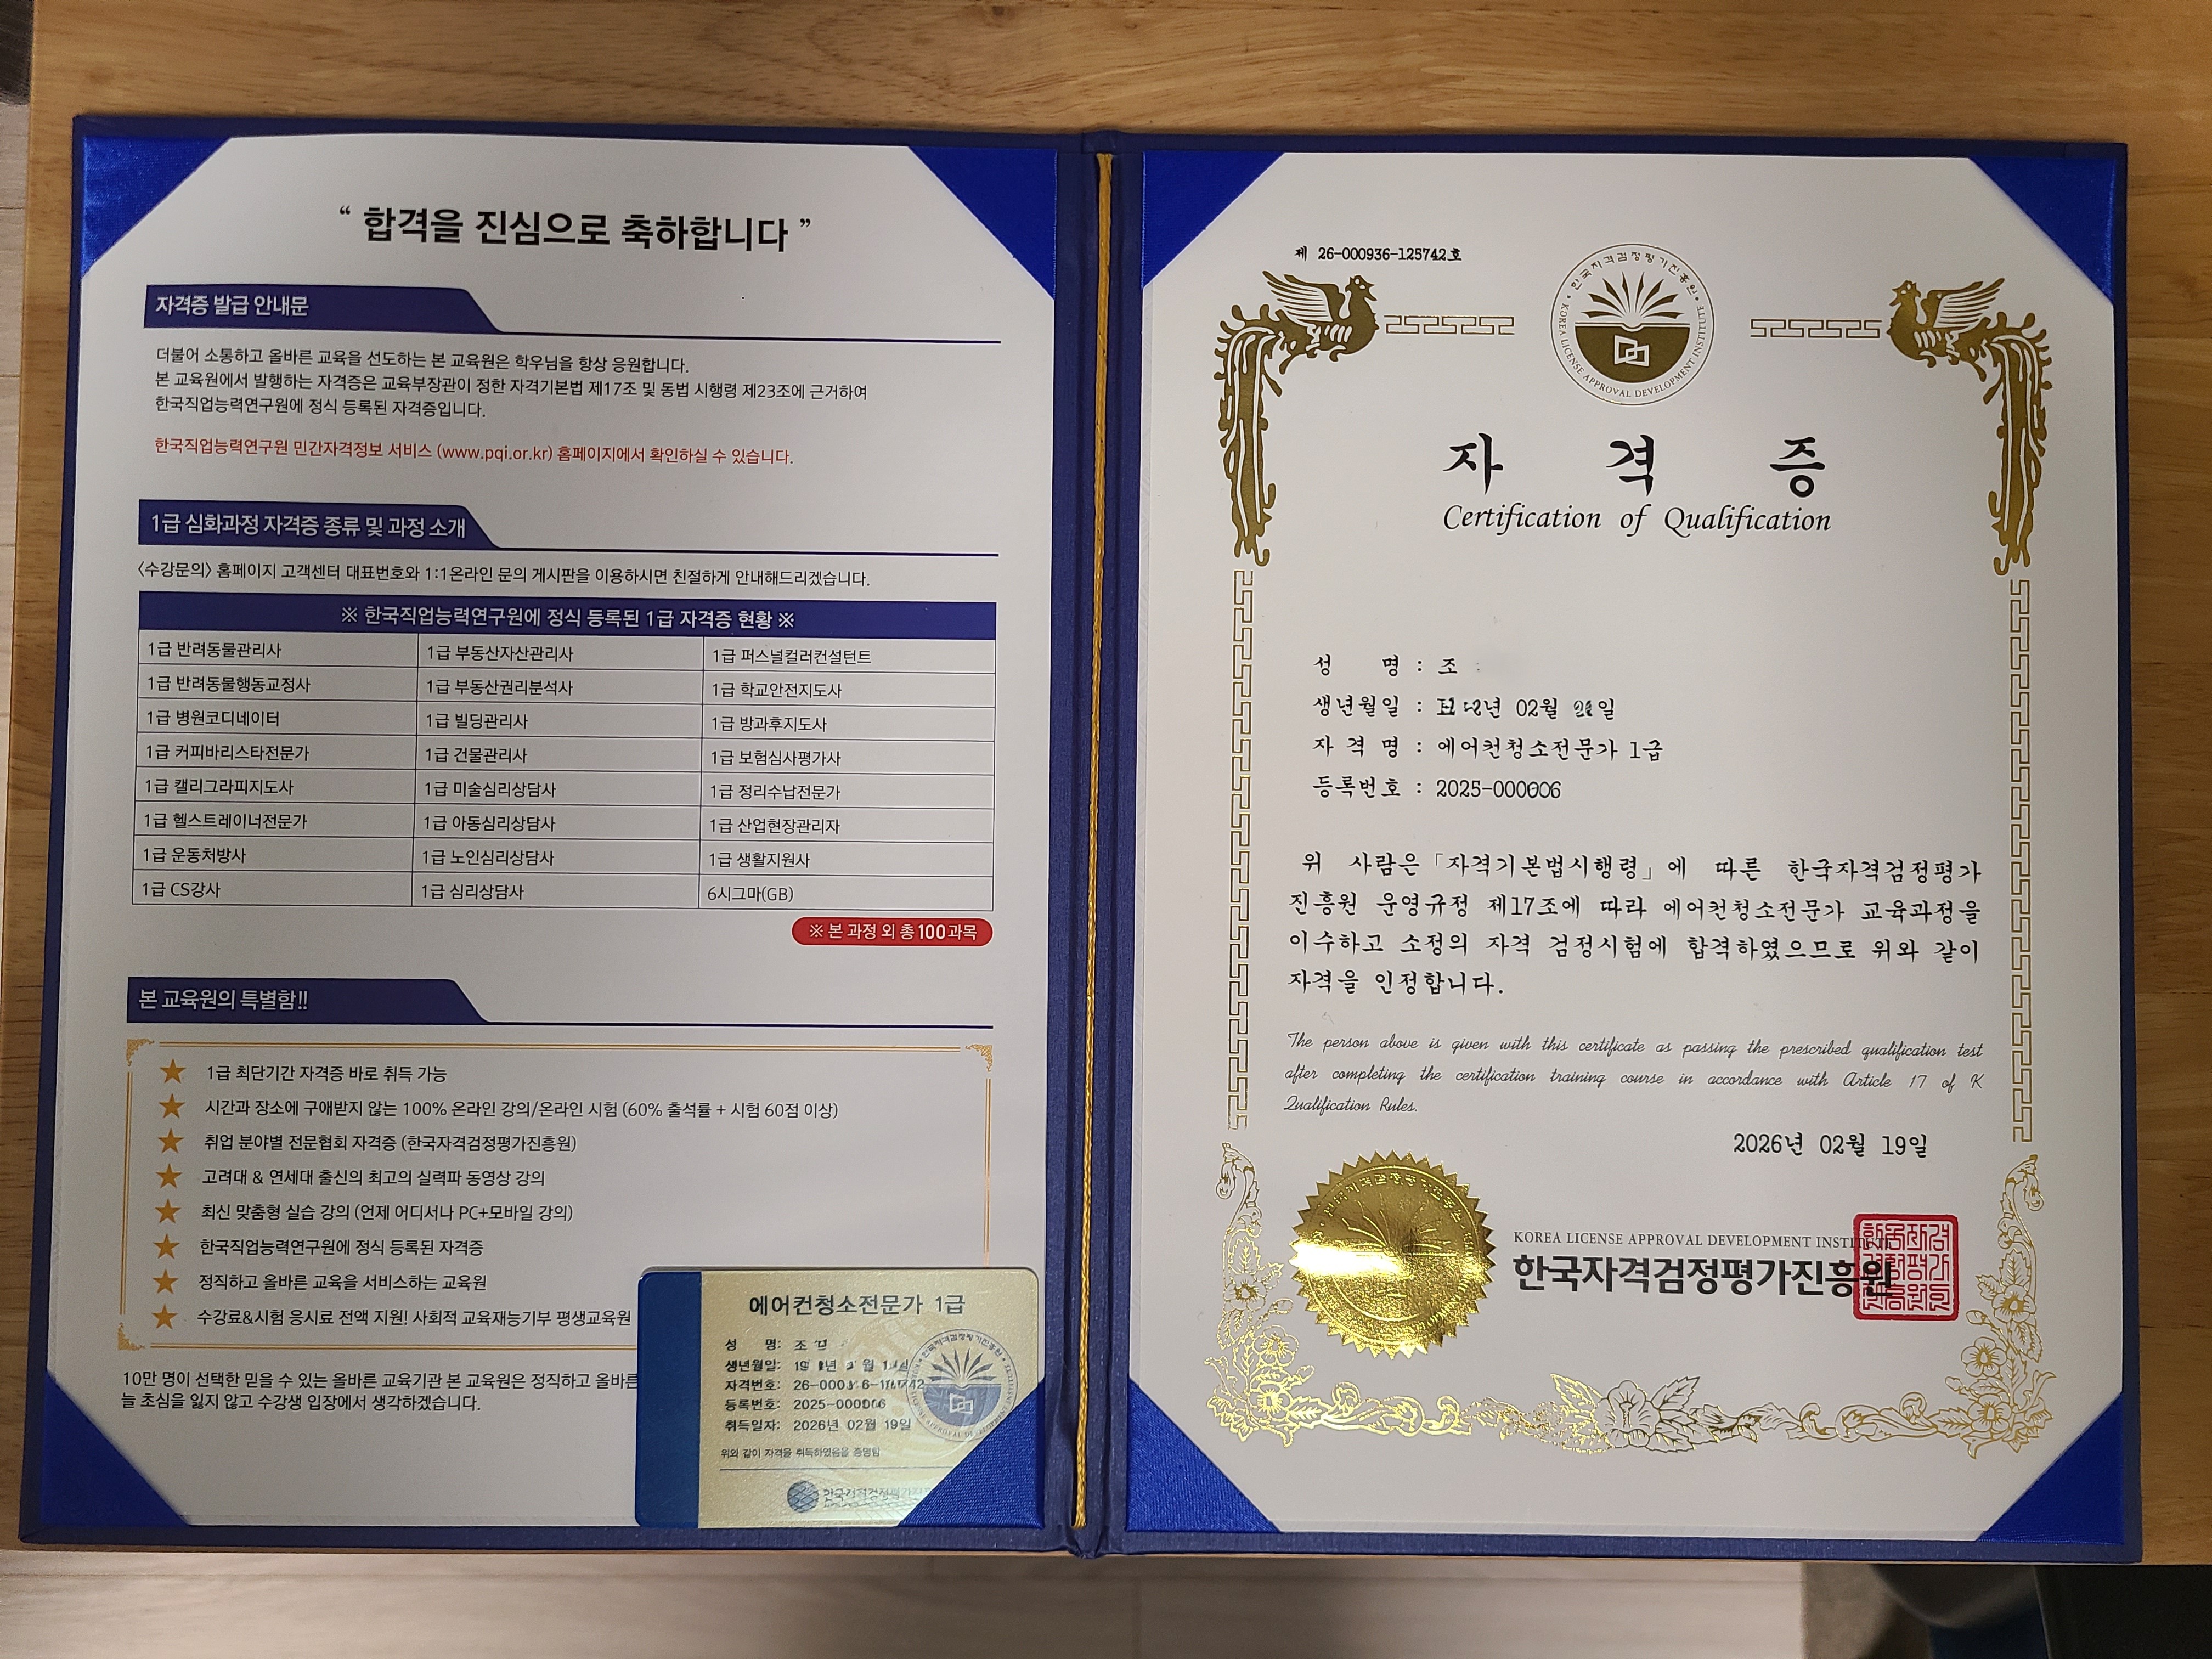 “ 합격을 진심으로 축하합니다 ”
자격증 발급 안내문
더불어 소통하고 올바른 교육을 선도하는 본 교육원은 학우님을 항상 응원합니다.
본 교육원에서 발행하는 자격증은 교육부장관이 정한 자격기본법 제17조 및 동법 시행령 제23조에 근거하여
한국직업능력연구원에 정식 등록된 자격증입니다.
한국직업능력연구원 민간자격정보 서비스 (www.pqi.or.kr) 홈페이지에서 확인하실 수 있습니다.
1급 심화과정 자격증 종류 및 과정 소개
<수강문의> 홈페이지 고객센터 대표번호와 1:1온라인 문의 게시판을 이용하시면 친절하게 안내해드리겠습니다.
※ 한국직업능력연구원에 정식 등록된 1급 자격증 현황 ※
1급 반려동물관리사 1급 부동산자산관리사 1급 퍼스널컬러컨설턴트
1급 반려동물행동교정사 1급 부동산권리분석사 1급 학교안전지도사
1급 병원코디네이터 1급 빌딩관리사 1급 방과후지도사
1급 커피바리스타전문가 1급 건물관리사 1급 보험심사평가사
1급 캘리그라피지도사 1급 미술심리상담사 1급 정리수납전문가
1급 헬스트레이너전문가 1급 아동심리상담사 1급 산업현장관리자
1급 운동처방사 1급 노인심리상담사 1급 생활지원사
1급 CS강사 1급 심리상담사 6시그마(GB)
※ 본 과정 외 총 100과목
본 교육원의 특별함!!
★ 1급 최단기간 자격증 바로 취득 가능
★ 시간과 장소에 구애받지 않는 100% 온라인 강의/온라인 시험 (60% 출석률 + 시험 60점 이상)
★ 취업 분야별 전문협회 자격증 (한국자격검정평가진흥원)
★ 고려대 & 연세대 출신의 최고의 실력파 동영상 강의
★ 최신 맞춤형 실습 강의 (언제 어디서나 PC+모바일 강의)
★ 한국직업능력연구원에 정식 등록된 자격증
★ 정직하고 올바른 교육을 서비스하는 교육원
★ 수강료&시험 응시료 전액 지원! 사회적 교육재능기부 평생교육원
10만 명이 선택한 믿을 수 있는 올바른 교육기관 본 교육원은 정직하고 올바른
늘 초심을 잃지 않고 수강생 입장에서 생각하겠습니다.
에어컨청소전문가 1급
성 명: 조
생년월일:
자격번호:
등록번호: 2025-000006
취득일자: 2026년 02월 19일
위와 같이 자격을 취득하였음을 증명함
제 26-000936-125742호
한국자격검정평가진흥원
KOREA LICENSE APPROVAL DEVELOPMENT INSTITUTE
자 격 증
Certification of Qualification
성 명 : 조
생년월일 : 년 02월 일
자 격 명 : 에어컨청소전문가 1급
등록번호 : 2025-000006
위 사람은 「자격기본법시행령」에 따른 한국자격검정평가
진흥원 운영규정 제17조에 따라 에어컨청소전문가 교육과정을
이수하고 소정의 자격 검정시험에 합격하였으므로 위와 같이
자격을 인정합니다.
The person above is given with this certificate as passing the prescribed qualification test
after completing the certification training course in accordance with Article 17 of K
Qualification Rules.
2026년 02월 19일
KOREA LICENSE APPROVAL DEVELOPMENT INSTITUTE
한국자격검정평가진흥원